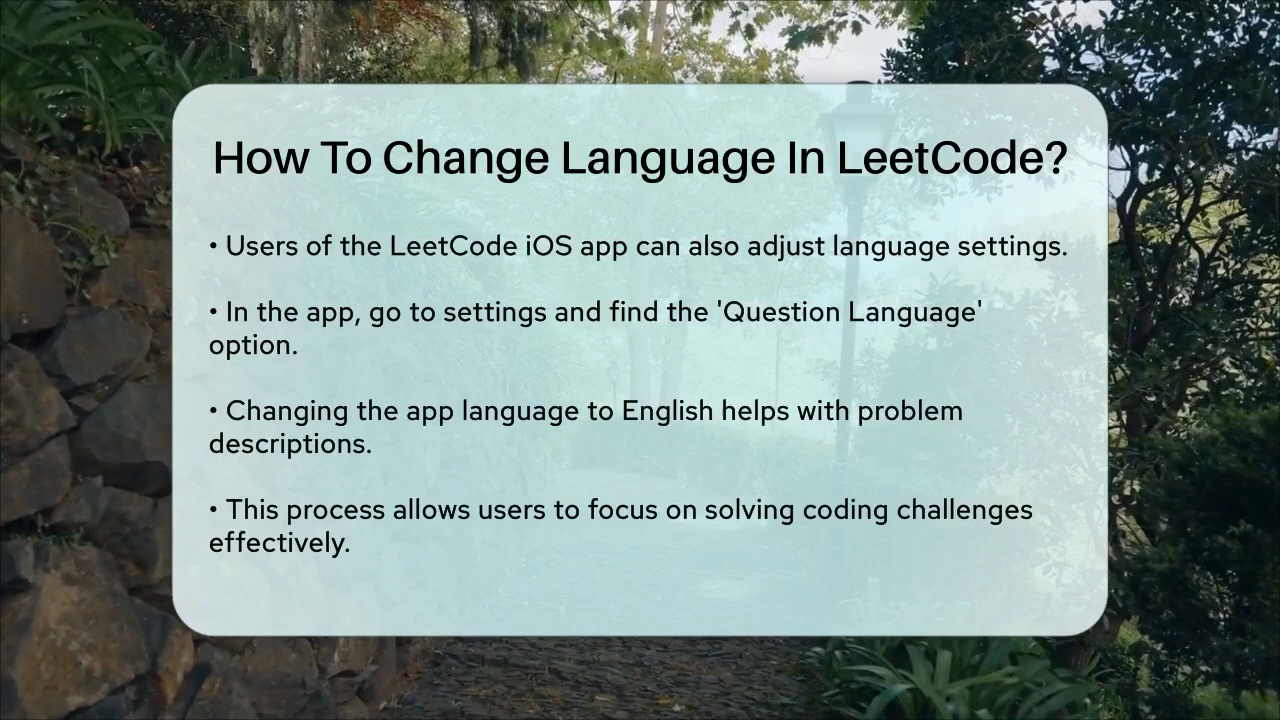 How To Change Language In LeetCode?
• Users of the LeetCode iOS app can also adjust language settings.
• In the app, go to settings and find the 'Question Language'
option.
• Changing the app language to English helps with problem
descriptions.
• This process allows users to focus on solving coding challenges
effectively.